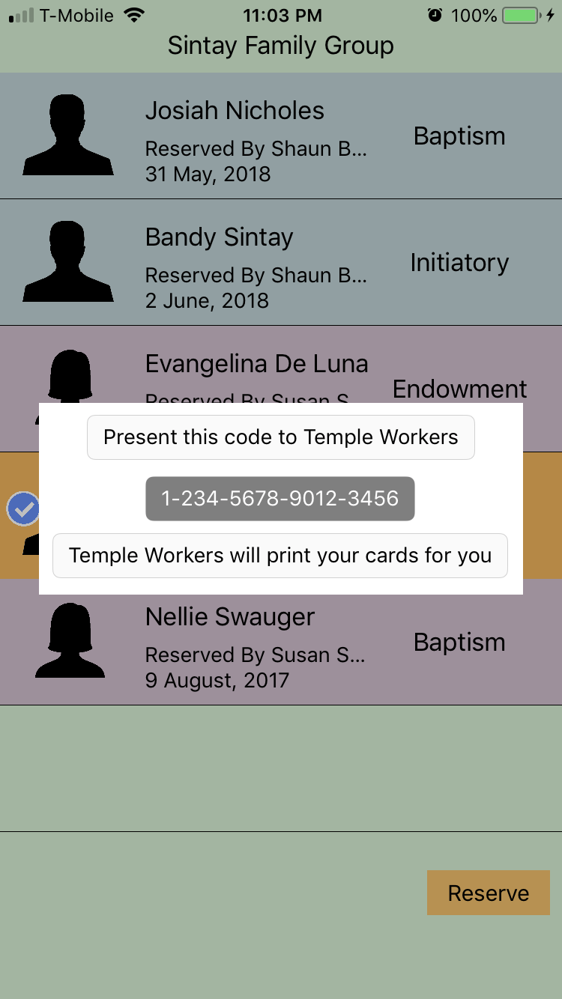 T-Mobile 11:03 PM 100%
Sintay Family Group
Josiah Nicholes
Baptism
Reserved By Shaun B...
31 May, 2018
Bandy Sintay
Initiatory
Reserved By Shaun B...
2 June, 2018
Evangelina De Luna
Endowment
Reserved By Susan S
Present this code to Temple Workers
1-234-5678-9012-3456
Temple Workers will print your cards for you
Nellie Swauger
Baptism
Reserved By Susan S...
9 August, 2017
Reserve